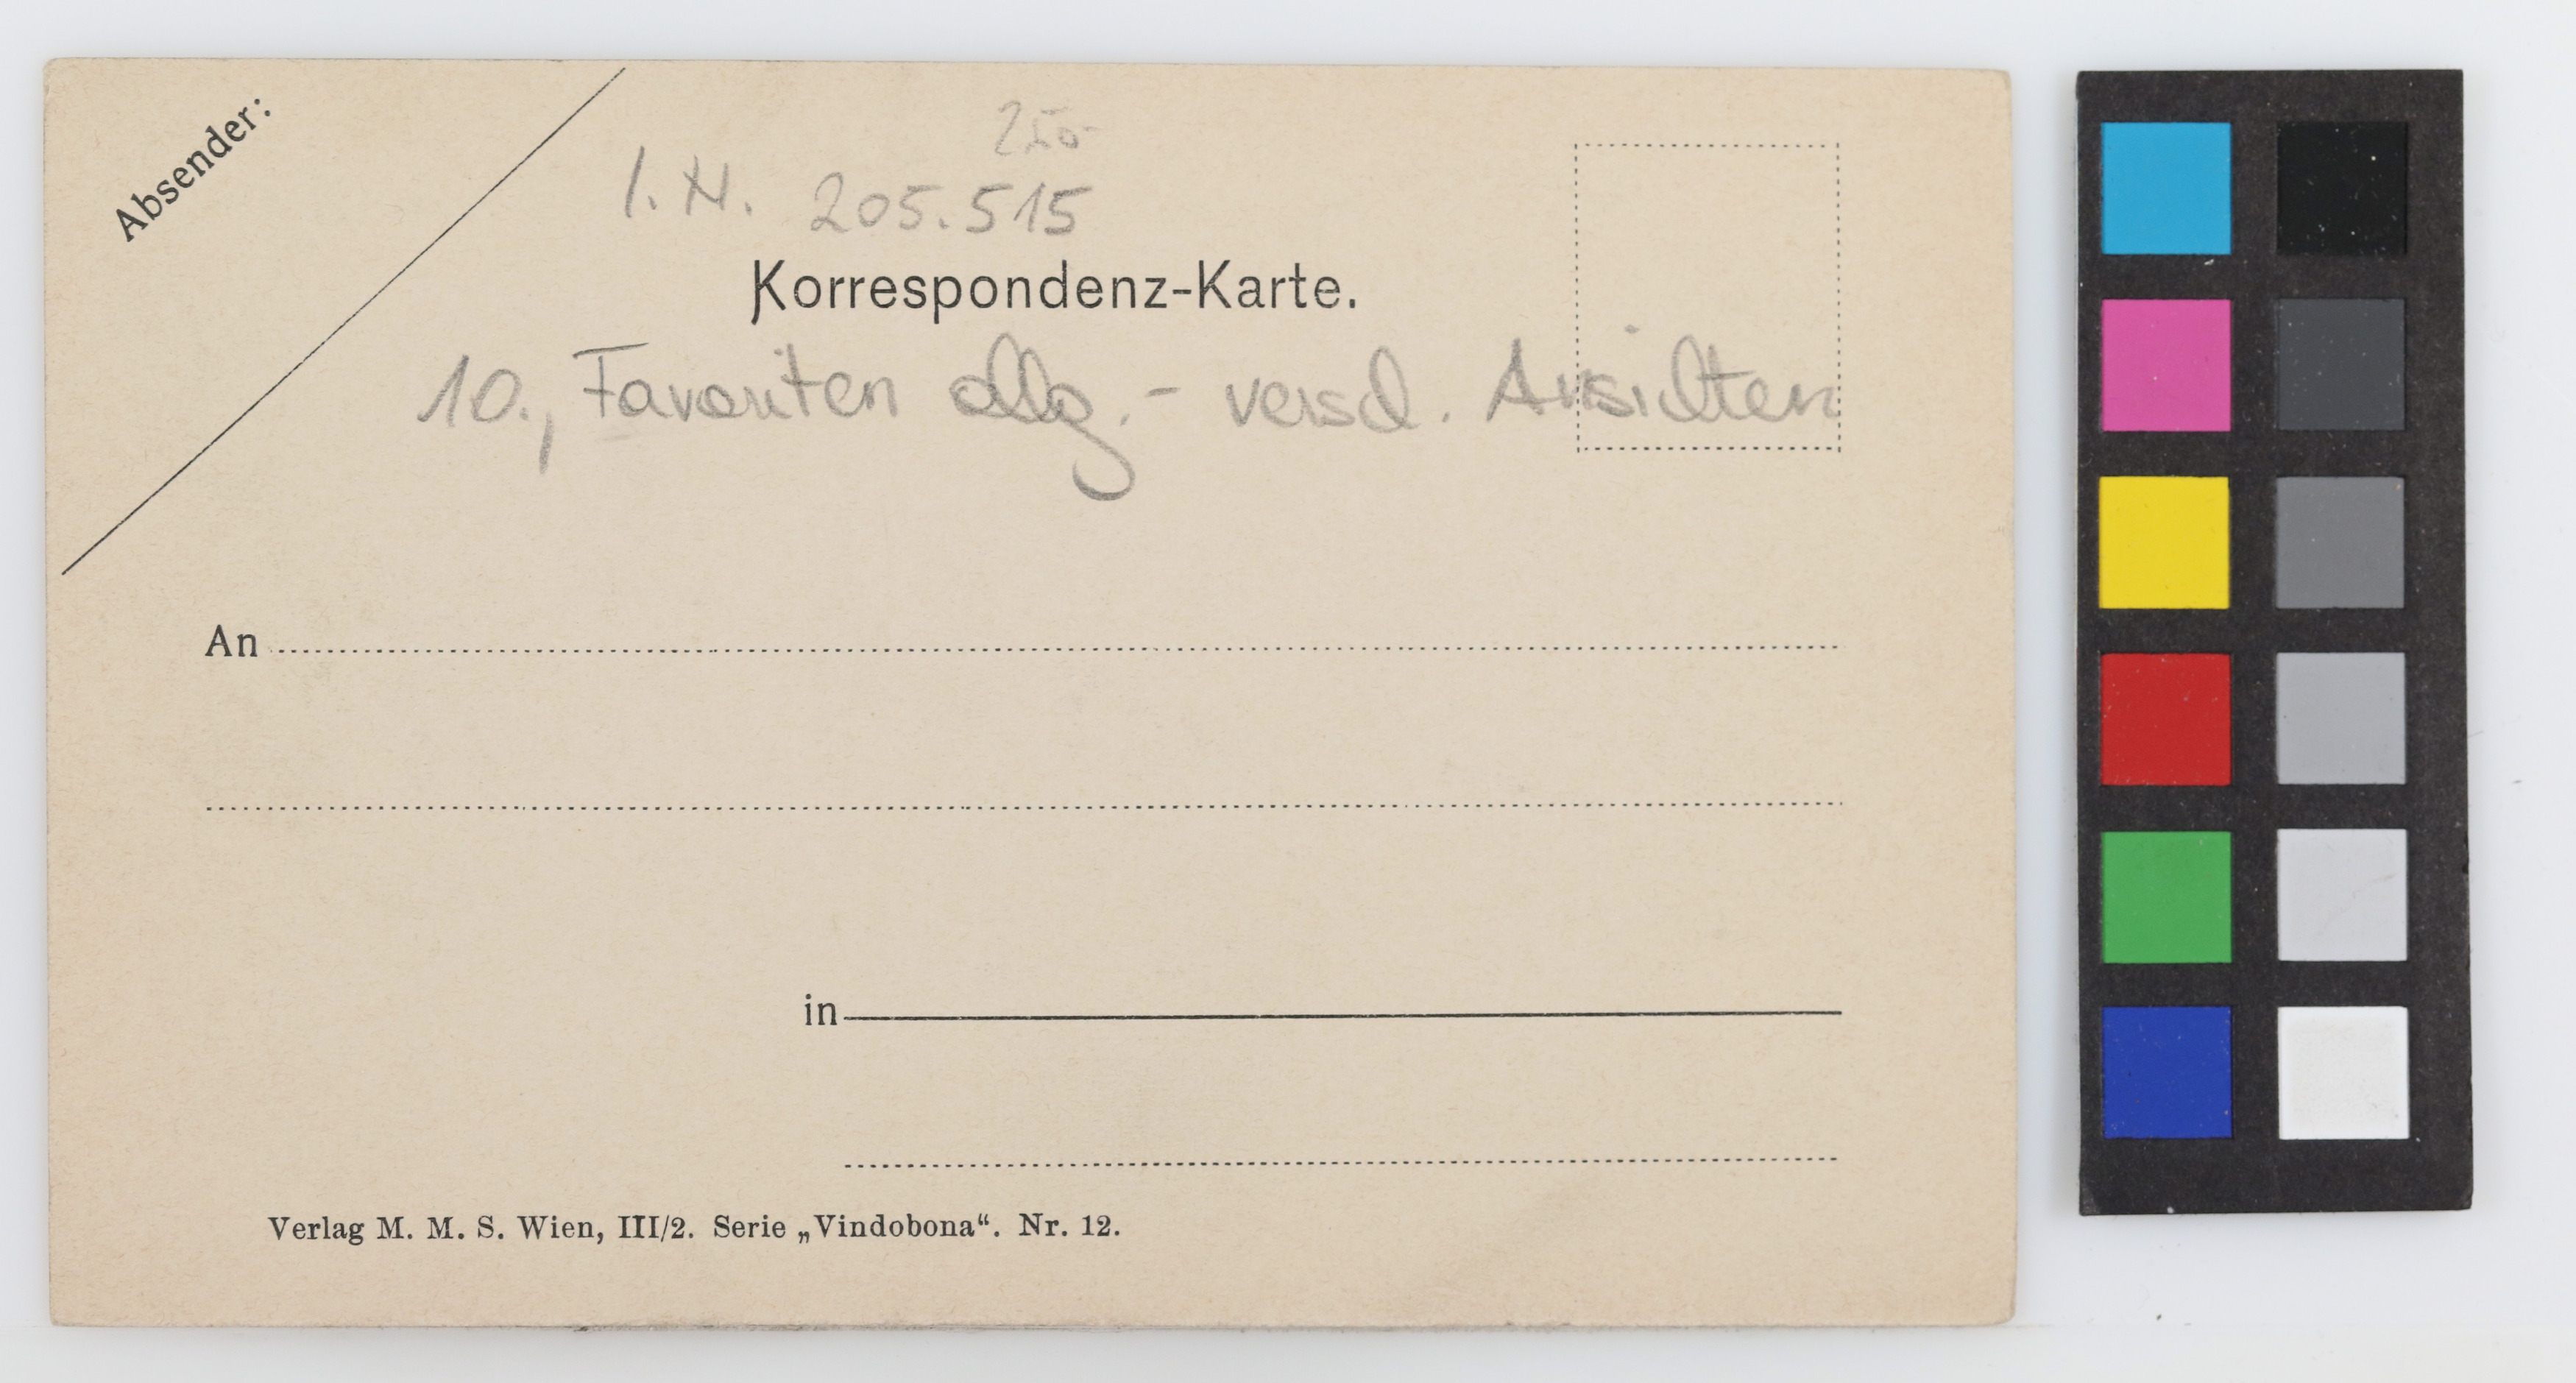 Absender:
250-
I. N. 205.515
Korrespondenz-Karte.
10., Favoriten allg. - versch. Ansichten
An
in
Verlag M. M. S. Wien, III/2. Serie „Vindobona“. Nr. 12.